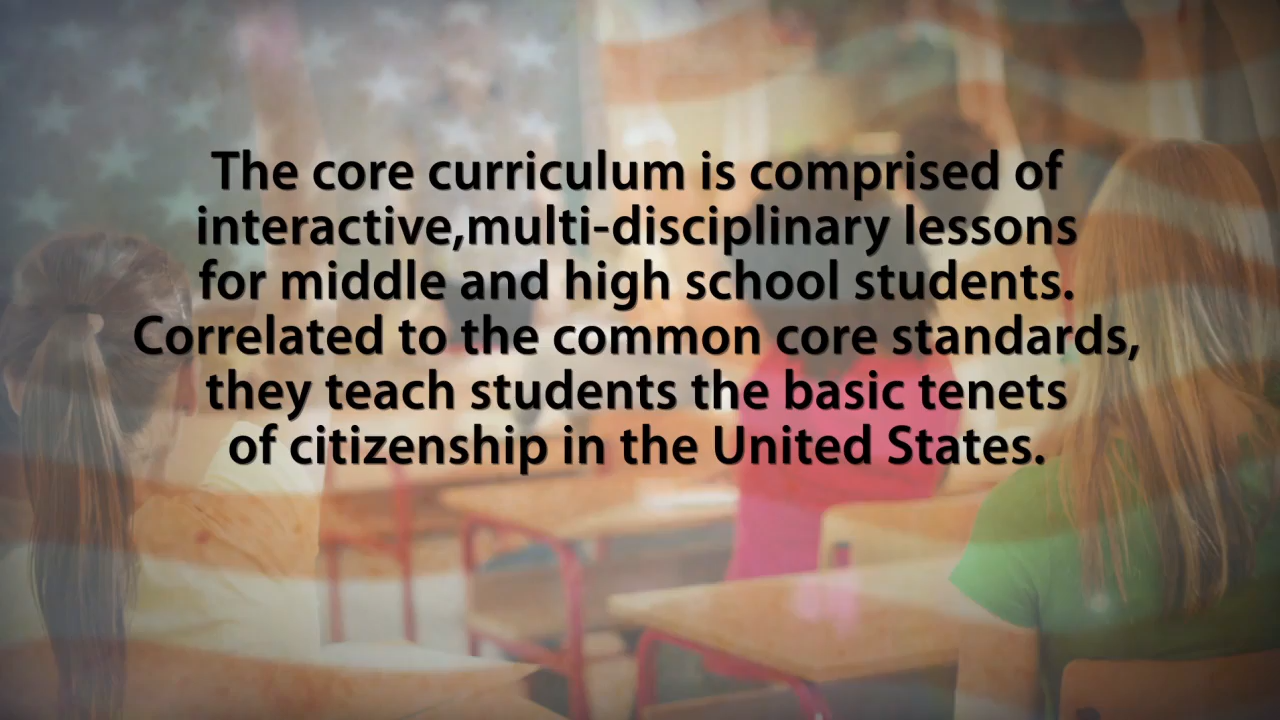 The core curriculum is comprised of
interactive,multi-disciplinary lessons
for middle and high school students.
Correlated to the common core standards,
they teach students the basic tenets
of citizenship in the United States.